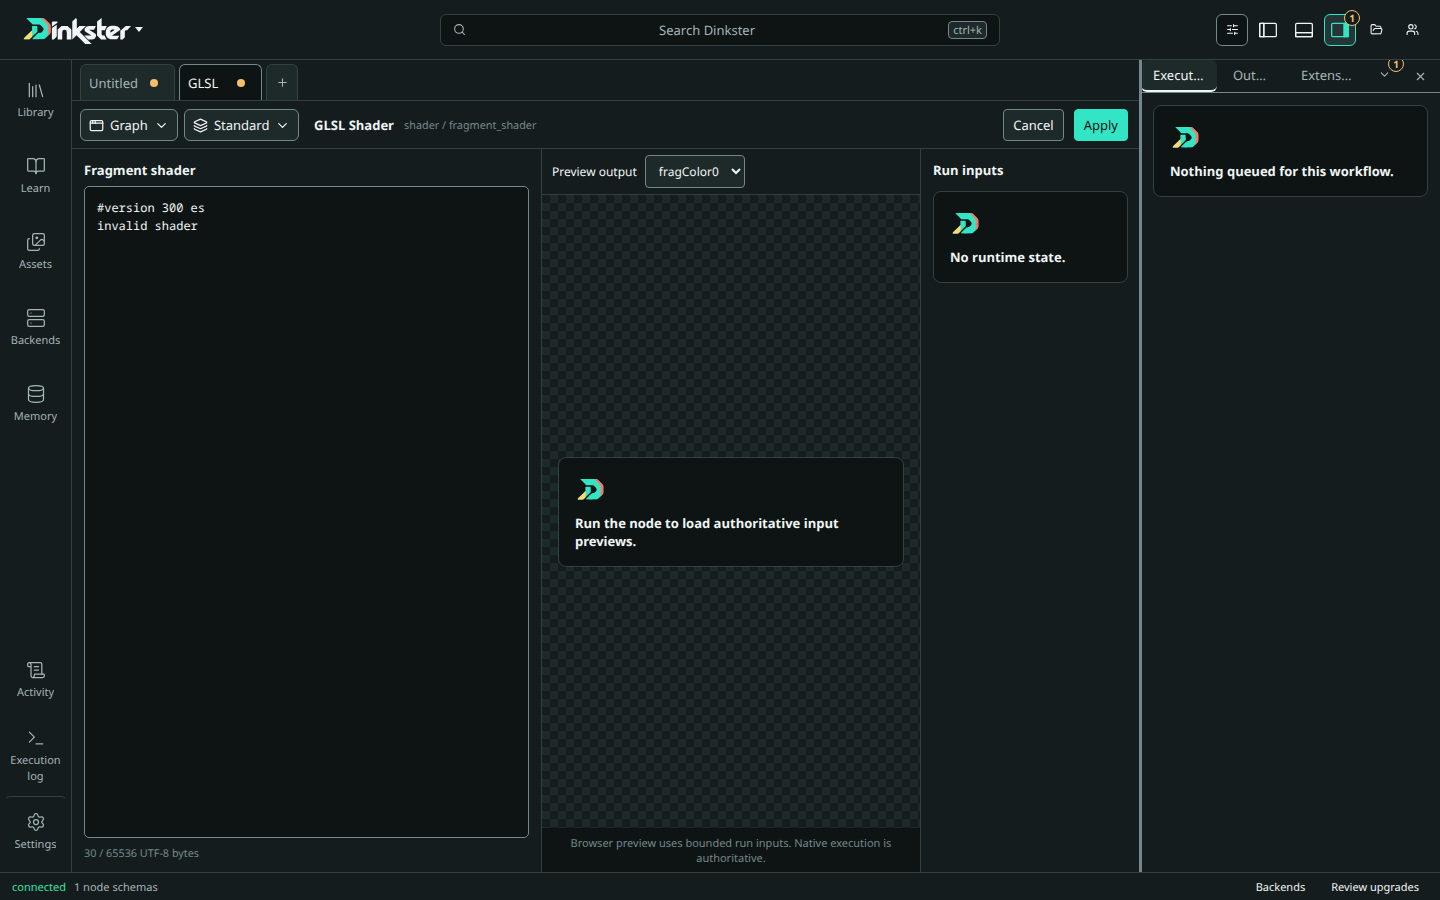 Dinkster
Search Dinkster
ctrl+k
1
Library
Learn
Assets
Backends
Memory
Activity
Execution
log
Settings
Untitled
GLSL
+
Graph
Standard
GLSL Shader
shader / fragment_shader
Cancel
Apply
Fragment shader
#version 300 es
invalid shader
30 / 65536 UTF-8 bytes
Preview output
fragColor0
Run the node to load authoritative input
previews.
Browser preview uses bounded run inputs. Native execution is
authoritative.
Run inputs
No runtime state.
Execut...
Out...
Extens...
1
Nothing queued for this workflow.
connected
1 node schemas
Backends
Review upgrades